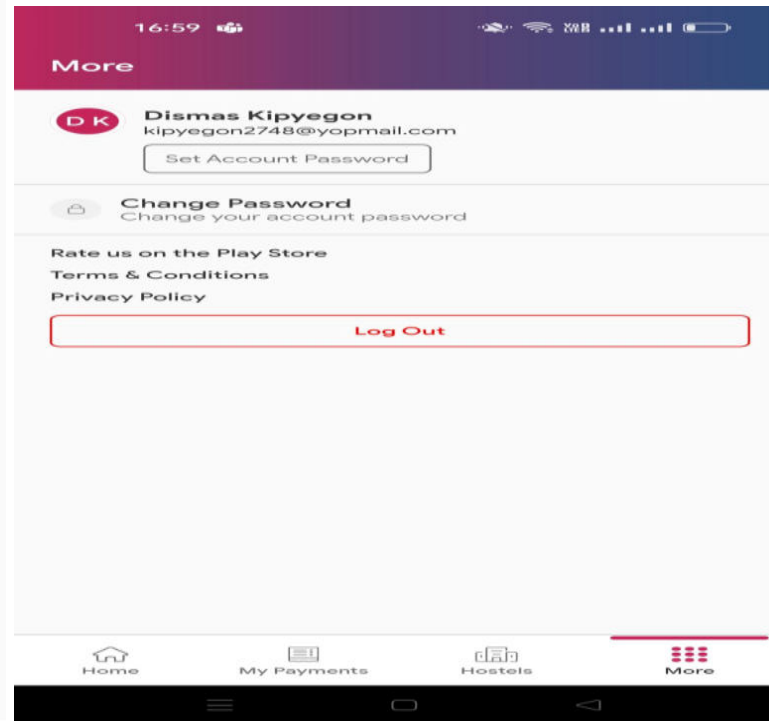 16:59
More
D K
Dismas Kipyegon
kipyegon2748@yopmail.com
Set Account Password
Change Password
Change your account password
Rate us on the Play Store
Terms & Conditions
Privacy Policy
Log Out
Home My Payments Hostels More